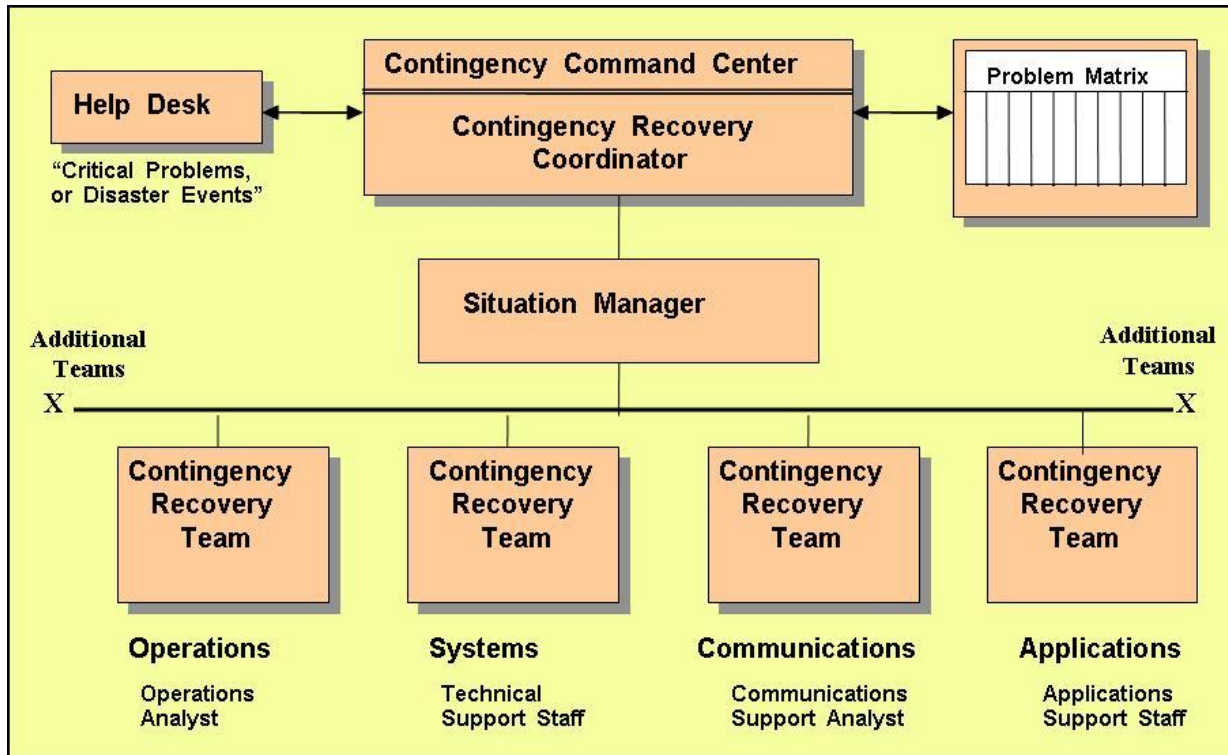 Contingency Command Center
Contingency Recovery
Coordinator
Help Desk
“Critical Problems,
or Disaster Events”
Problem Matrix
Situation Manager
Additional
Teams
X
Additional
Teams
X
Contingency
Recovery
Team
Operations
Operations
Analyst
Contingency
Recovery
Team
Systems
Technical
Support Staff
Contingency
Recovery
Team
Communications
Communications
Support Analyst
Contingency
Recovery
Team
Applications
Applications
Support Staff